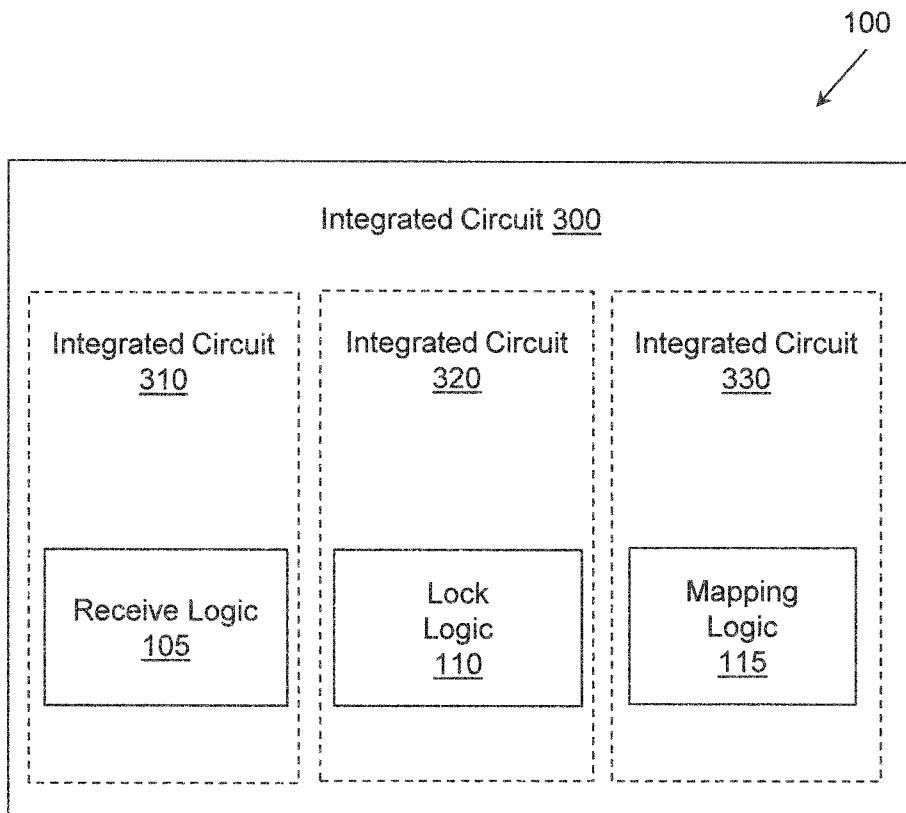 100
Integrated Circuit 300
Integrated Circuit
310
Integrated Circuit
320
Integrated Circuit
330
Receive Logic
105
Lock
Logic
110
Mapping
Logic
115